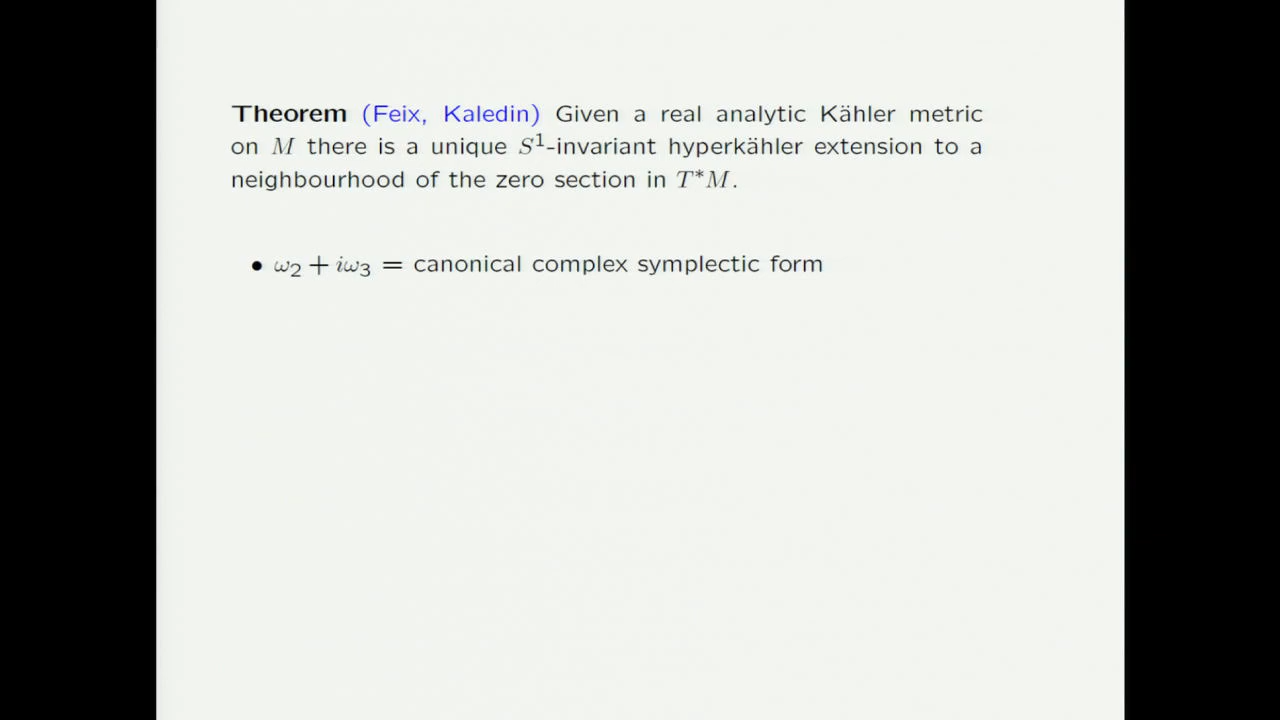 Theorem (Feix, Kaledin) Given a real analytic Kähler metric
on M there is a unique S¹-invariant hyperkähler extension to a
neighbourhood of the zero section in T*M.
• ω₂ + iω₃ = canonical complex symplectic form